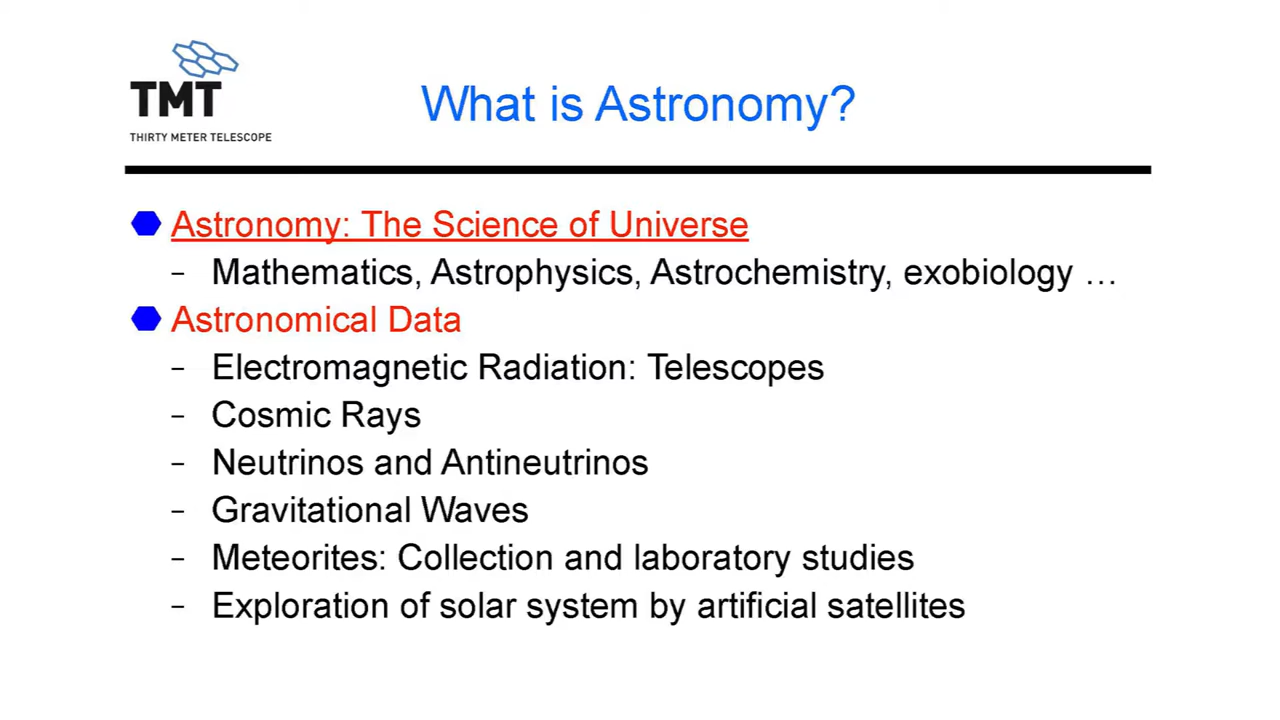 TMT
THIRTY METER TELESCOPE
What is Astronomy?
Astronomy: The Science of Universe
– Mathematics, Astrophysics, Astrochemistry, exobiology …
Astronomical Data
– Electromagnetic Radiation: Telescopes
– Cosmic Rays
– Neutrinos and Antineutrinos
– Gravitational Waves
– Meteorites: Collection and laboratory studies
– Exploration of solar system by artificial satellites